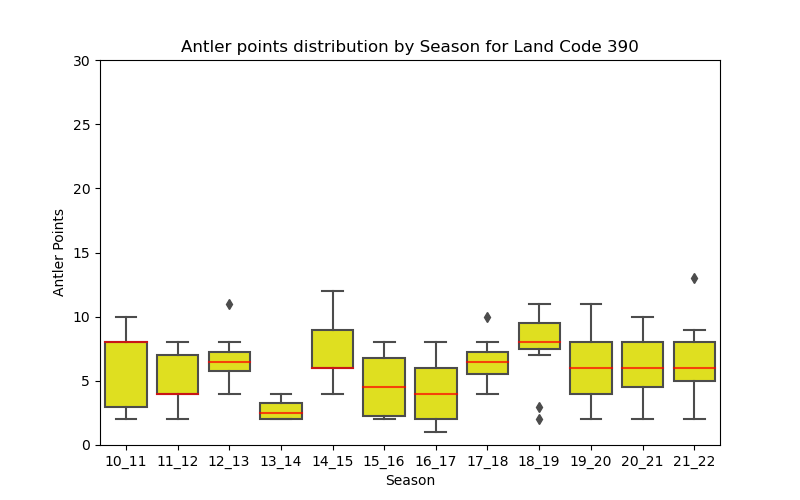 Antler points distribution by Season for Land Code 390
30
25
20
15
10
5
0
Antler Points
10_11 11_12 12_13 13_14 14_15 15_16 16_17 17_18 18_19 19_20 20_21 21_22
Season